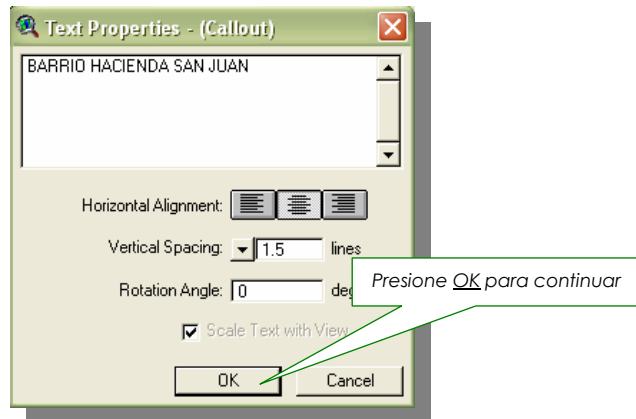 Text Properties - (Callout)
BARRIO HACIENDA SAN JUAN
Horizontal Alignment:
Vertical Spacing: 1.5 lines
Rotation Angle: 0
Presione OK para continuar
Scale Text with View
OK Cancel